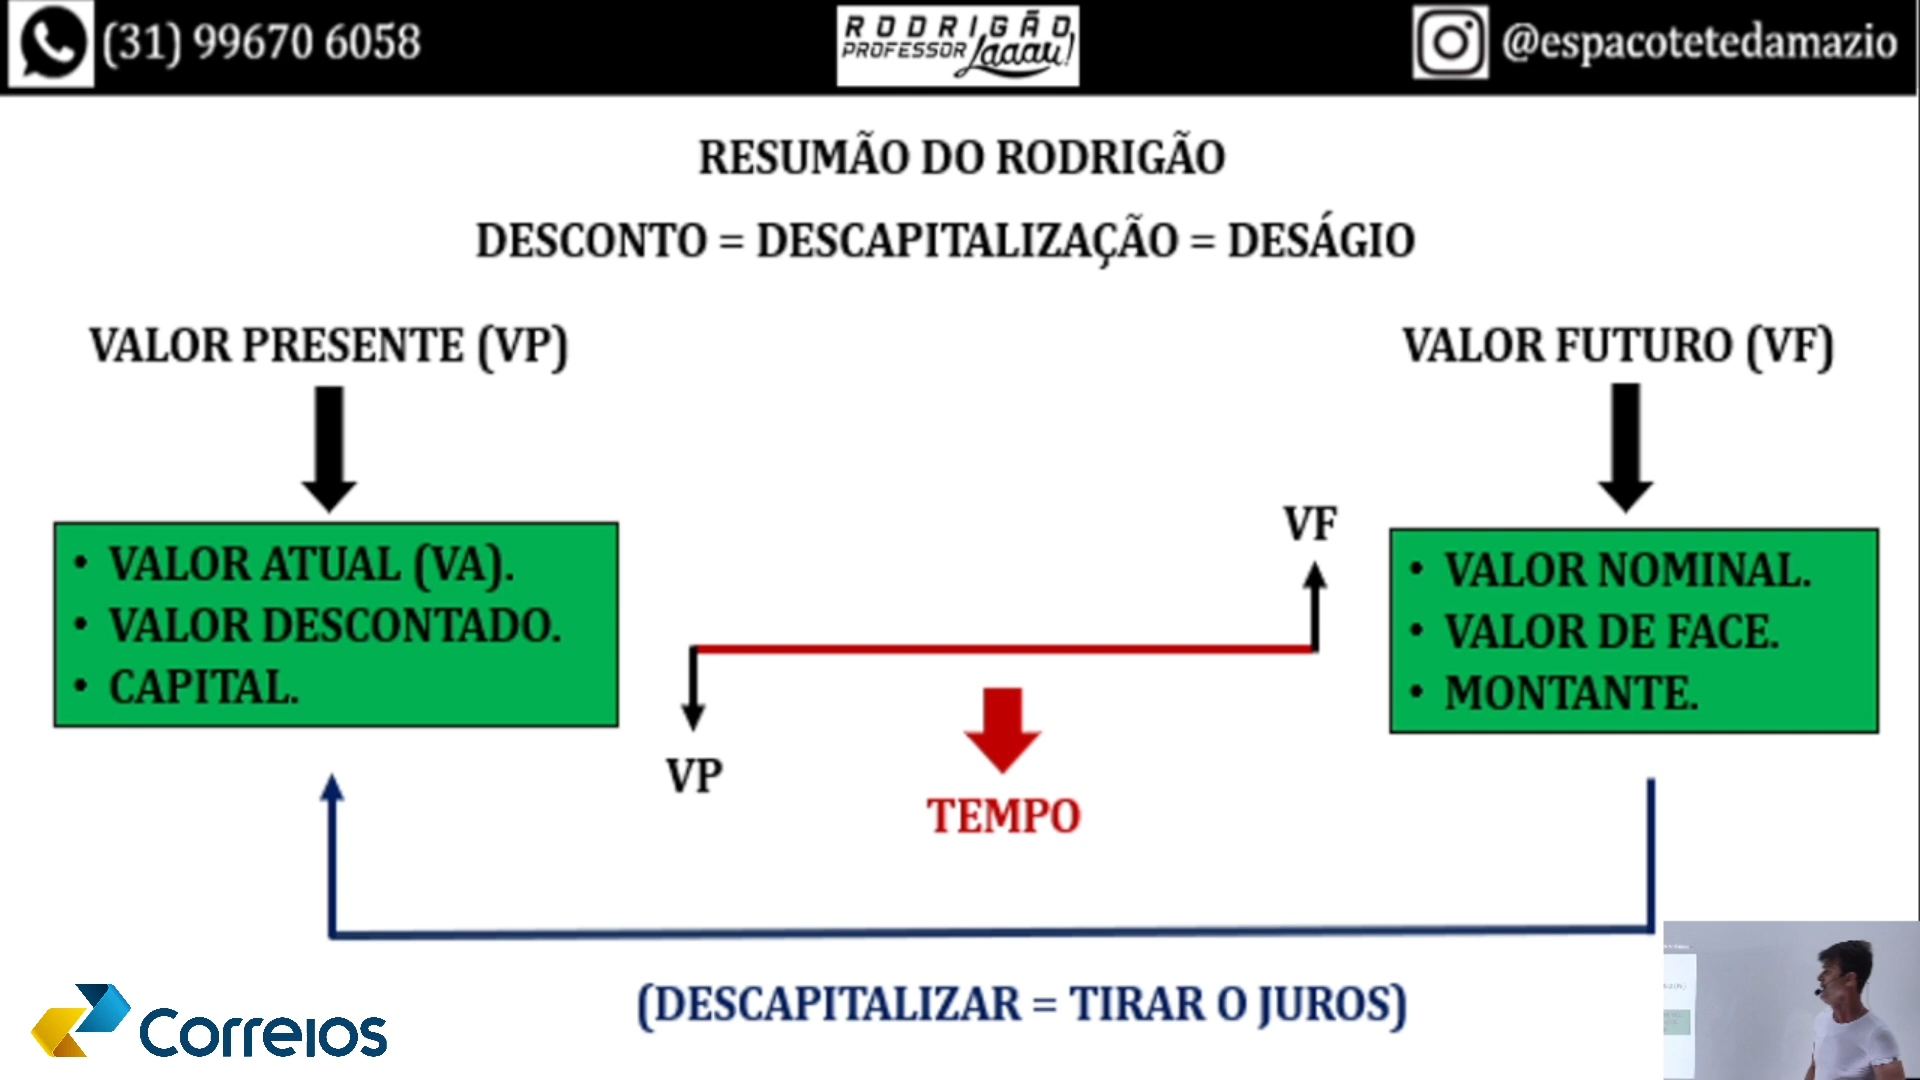 (31) 99670 6058
RODRIGÃO
PROFESSOR Laaau!
@espacotetedamazio
RESUMÃO DO RODRIGÃO
DESCONTO = DESCAPITALIZAÇÃO = DESÁGIO
VALOR PRESENTE (VP)
VALOR FUTURO (VF)
• VALOR ATUAL (VA).
• VALOR DESCONTADO.
• CAPITAL.
VF
VP
TEMPO
• VALOR NOMINAL.
• VALOR DE FACE.
• MONTANTE.
(DESCAPITALIZAR = TIRAR O JUROS)
Correios